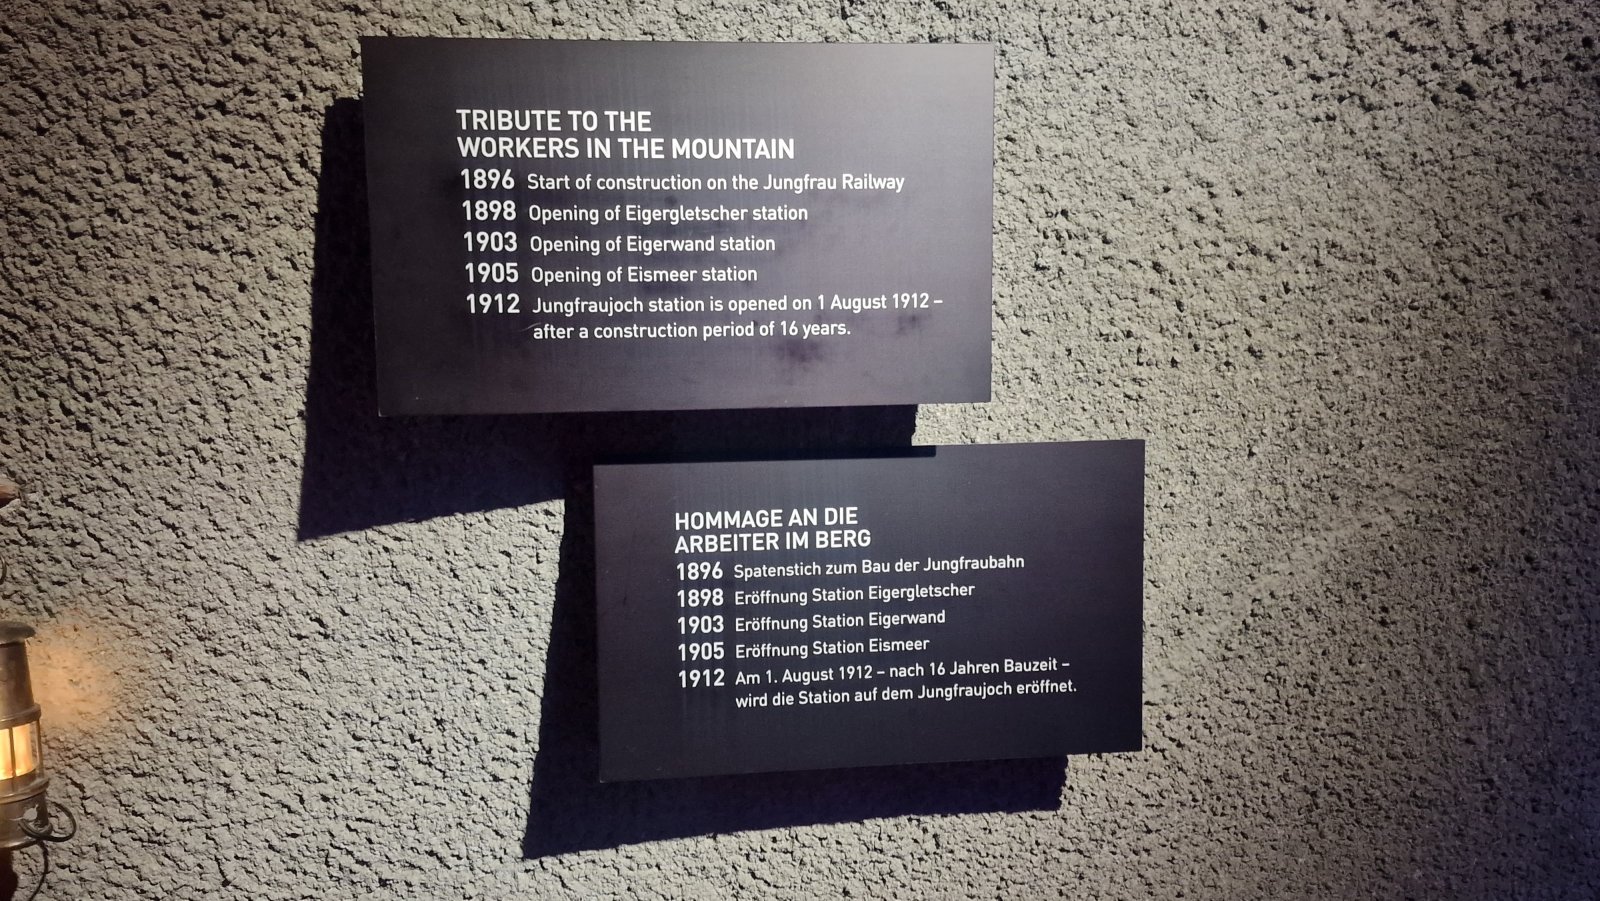 TRIBUTE TO THE
WORKERS IN THE MOUNTAIN
1896 Start of construction on the Jungfrau Railway
1898 Opening of Eigergletscher station
1903 Opening of Eigerwand station
1905 Opening of Eismeer station
1912 Jungfraujoch station is opened on 1 August 1912 –
after a construction period of 16 years.
HOMMAGE AN DIE
ARBEITER IM BERG
1896 Spatenstich zum Bau der Jungfraubahn
1898 Eröffnung Station Eigergletscher
1903 Eröffnung Station Eigerwand
1905 Eröffnung Station Eismeer
1912 Am 1. August 1912 – nach 16 Jahren Bauzeit –
wird die Station auf dem Jungfraujoch eröffnet.